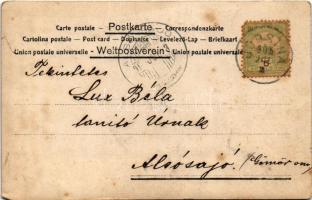 Carte postale - Postkarte - Correspondenzkarte
Cartolina postale - Post card - Dopisnice - Levelező-Lap - Briefkaart
Union postale universelle - Weltpostverein - Union postale universelle
Tekintetes
Lux Béla
tanító Úrnak
Alsósajó.
(Gömör m.)